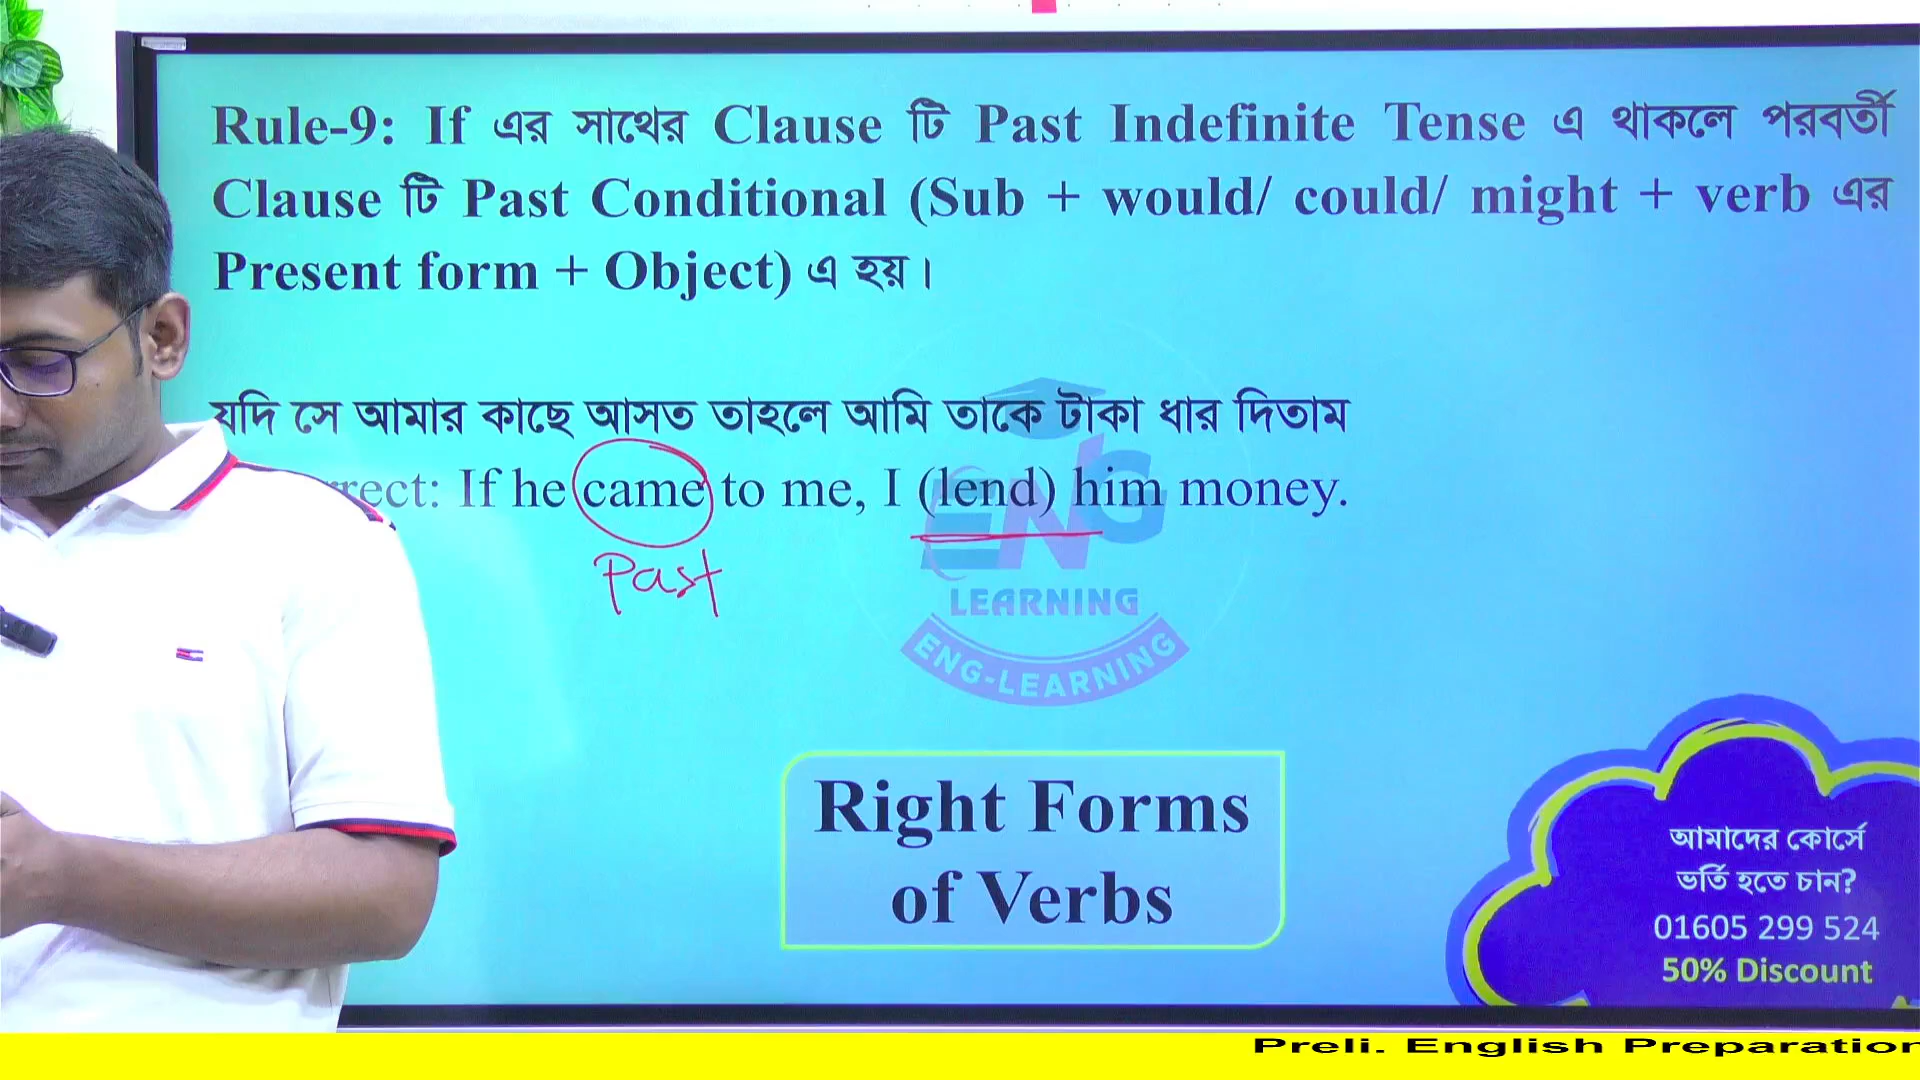 Rule-9: If এর সাথের Clause টি Past Indefinite Tense এ থাকলে পরবর্তী
Clause টি Past Conditional (Sub + would/ could/ might + verb এর
Present form + Object) এ হয়।
যদি সে আমার কাছে আসত তাহলে আমি তাকে টাকা ধার দিতাম
rrect: If he came to me, I (lend) him money.
Past
ENG
LEARNING
ENG-LEARNING
Right Forms
of Verbs
আমাদের কোর্সে
ভর্তি হতে চান?
01605 299 524
50% Discount
Preli. English Preparation